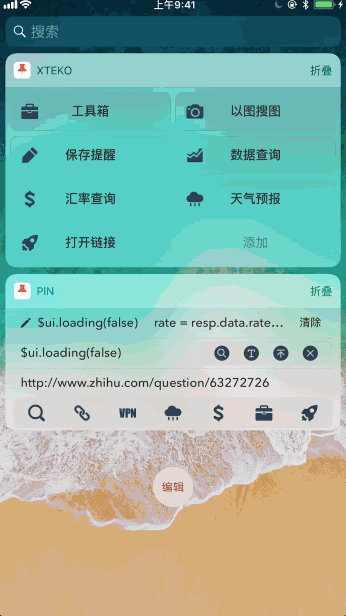 上午9:41
搜索
XTEKO 折叠
工具箱 以图搜图
保存提醒 数据查询
汇率查询 天气预报
打开链接 添加
PIN 折叠
$ui.loading(false) rate = resp.data.rate... 清除
$ui.loading(false) T
http://www.zhihu.com/question/63272726
VPN
编辑